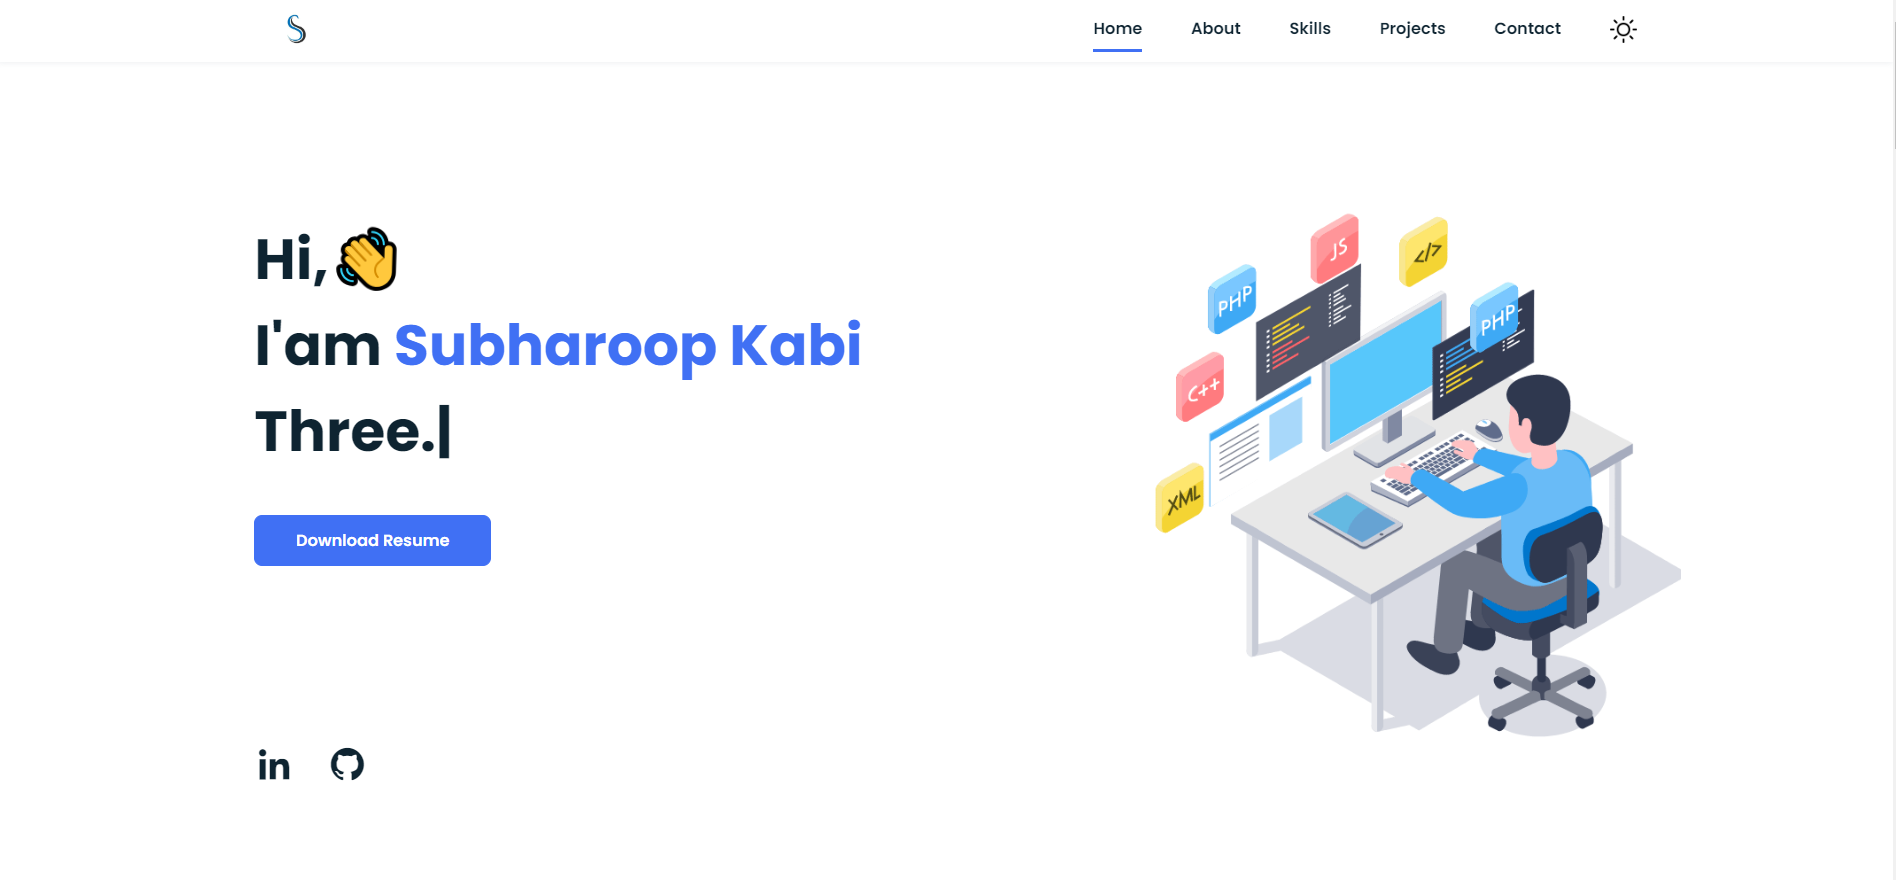 S
Home About Skills Projects Contact
Hi,
I'am Subharoop Kabi
Three.|
Download Resume
in
JS
</>
PHP
PHP
C++
XML